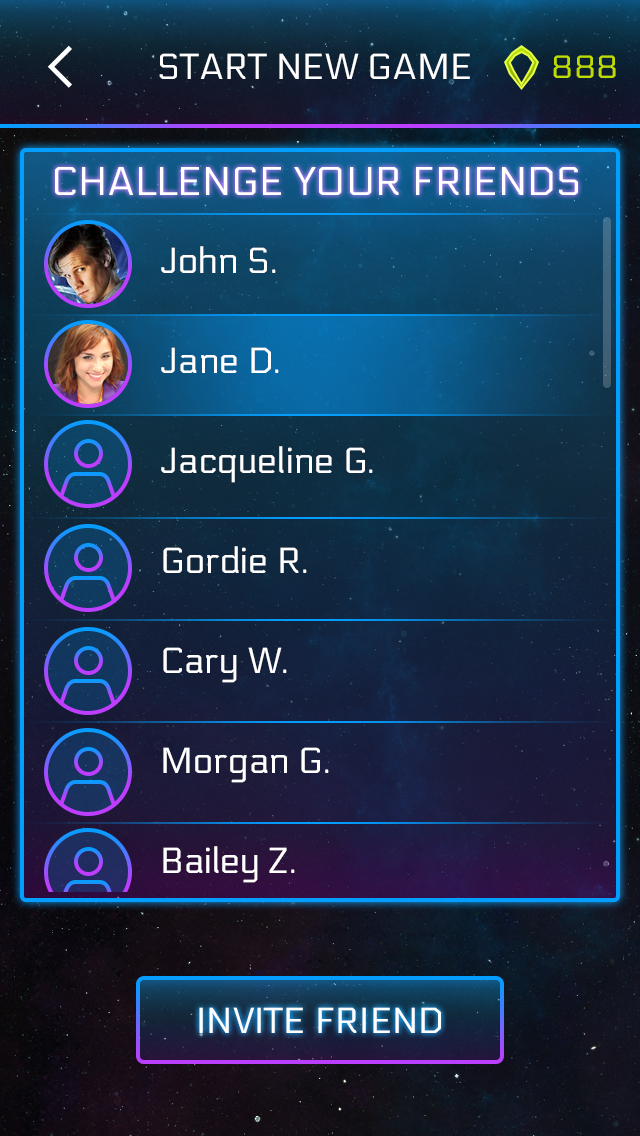 START NEW GAME 888
CHALLENGE YOUR FRIENDS
John S.
Jane D.
Jacqueline G.
Gordie R.
Cary W.
Morgan G.
Bailey Z.
INVITE FRIEND